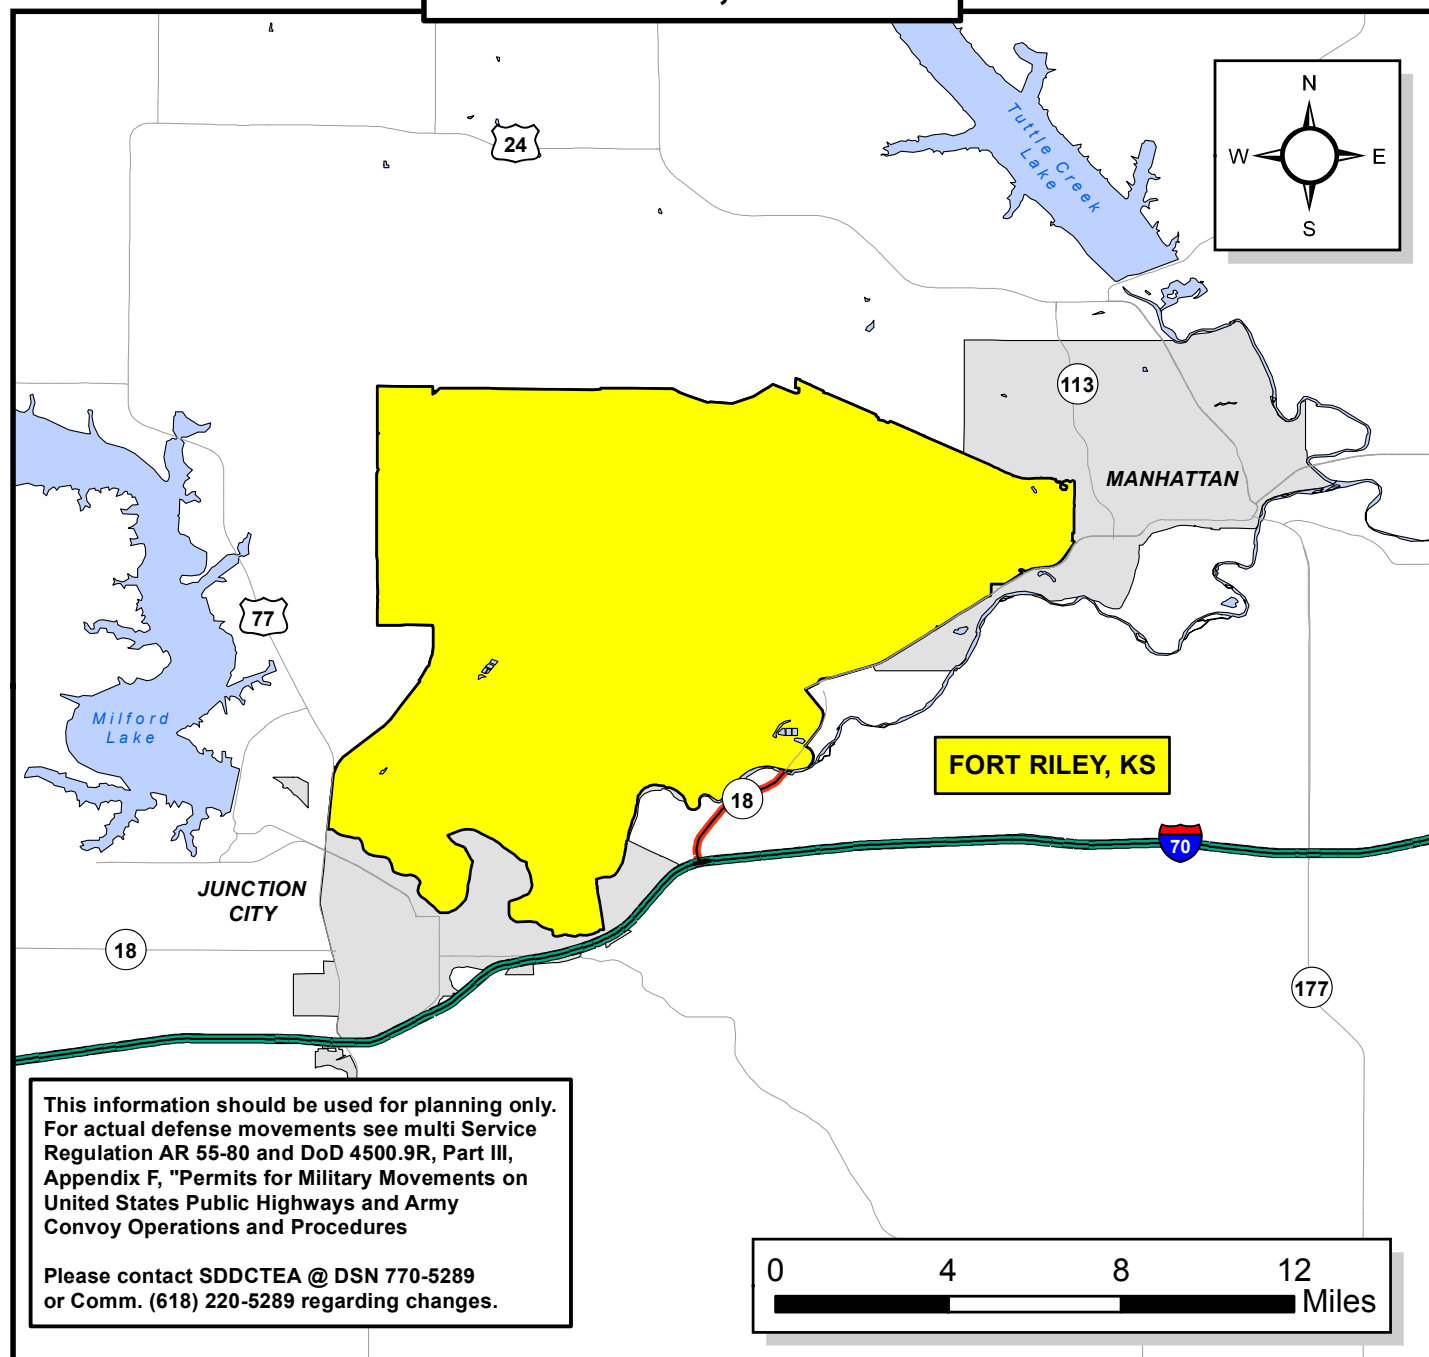 24
Tuttle Creek
Lake
N
W
E
S
113
MANHATTAN
77
Milford
Lake
FORT RILEY, KS
18
70
JUNCTION
CITY
18
177
This information should be used for planning only.
For actual defense movements see multi Service
Regulation AR 55-80 and DoD 4500.9R, Part III,
Appendix F, "Permits for Military Movements on
United States Public Highways and Army
Convoy Operations and Procedures
Please contact SDDCTEA @ DSN 770-5289
or Comm. (618) 220-5289 regarding changes.
0 4 8 12
Miles